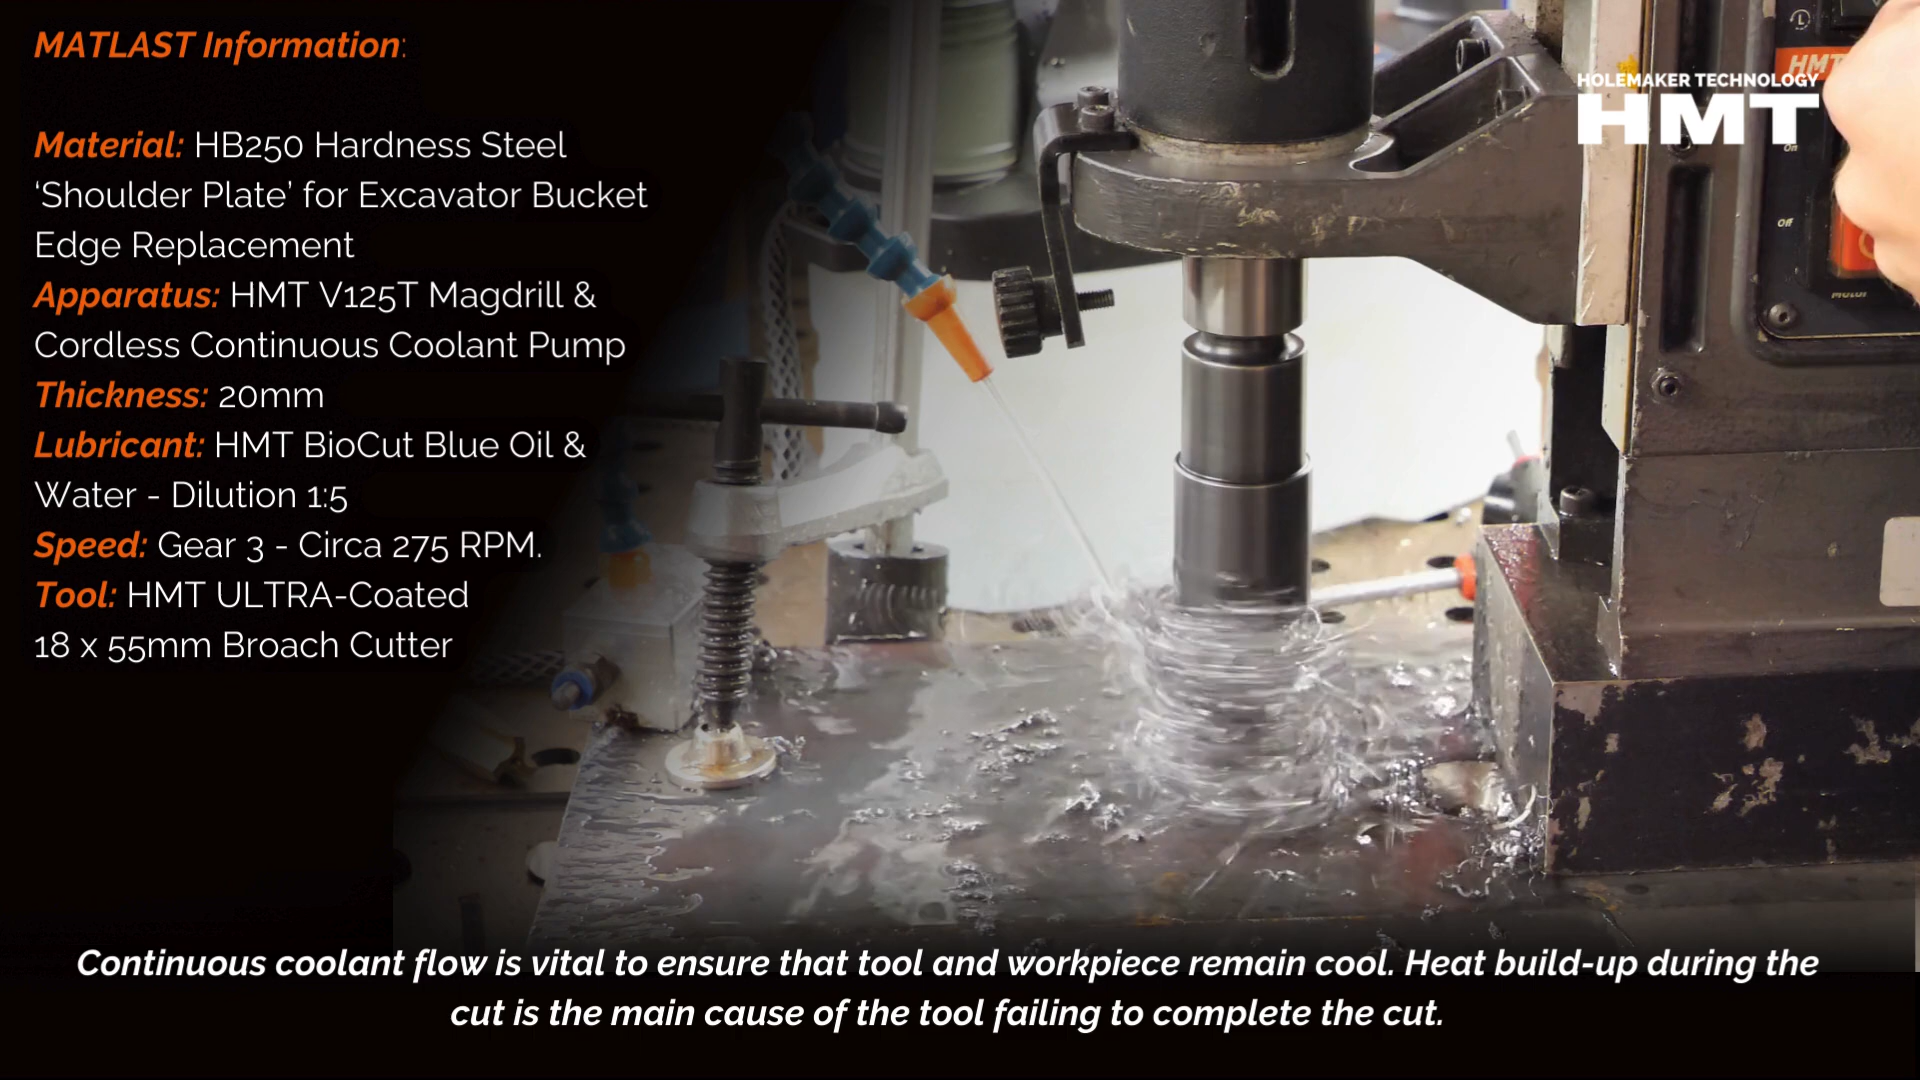 MATLAST Information:
Material: HB250 Hardness Steel
‘Shoulder Plate’ for Excavator Bucket
Edge Replacement
Apparatus: HMT V125T Magdrill &
Cordless Continuous Coolant Pump
Thickness: 20mm
Lubricant: HMT BioCut Blue Oil &
Water - Dilution 1:5
Speed: Gear 3 - Circa 275 RPM.
Tool: HMT ULTRA-Coated
18 x 55mm Broach Cutter
HOLEMAKER TECHNOLOGY
HMT
HMT
On
Off
Motor
Continuous coolant flow is vital to ensure that tool and workpiece remain cool. Heat build-up during the
cut is the main cause of the tool failing to complete the cut.